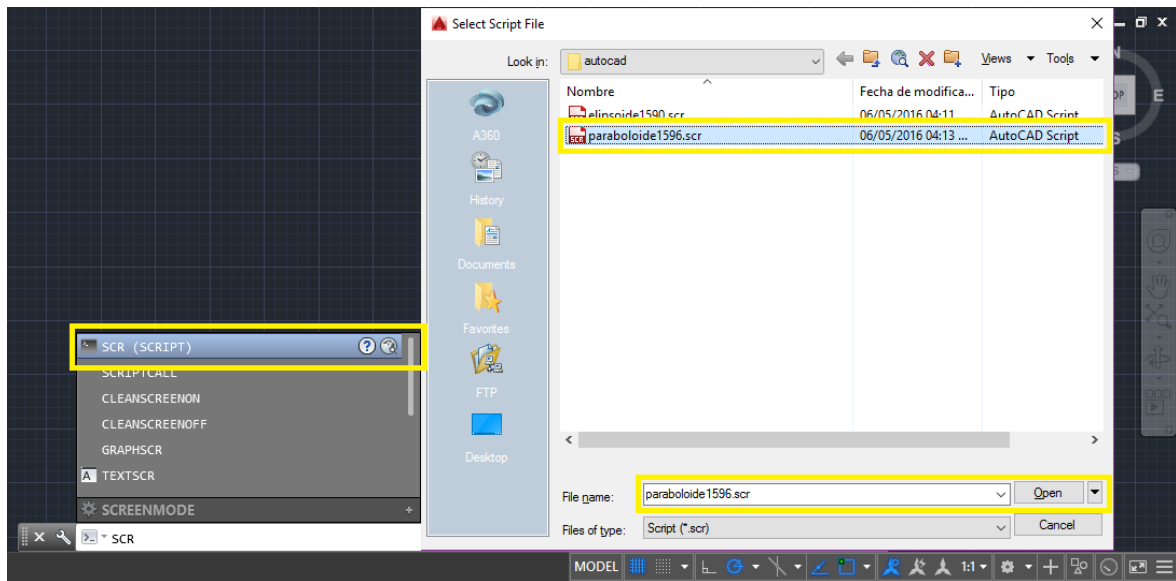 Select Script File
Look in:
autocad
Views
Tools
Nombre
Fecha de modifica...
Tipo
elipsoide1590.scr
06/05/2016 04:11
AutoCAD Script
paraboloide1596.scr
06/05/2016 04:13 ...
AutoCAD Script
A360
History
Documents
Favorites
FTP
Desktop
File name:
paraboloide1596.scr
Open
Files of type:
Script (*.scr)
Cancel
E
S
SCR (SCRIPT)
SCRIPTCALL
CLEANSCREENON
CLEANSCREENOFF
GRAPHSCR
A TEXTSCR
SCREENMODE
SCR
MODEL
1:1